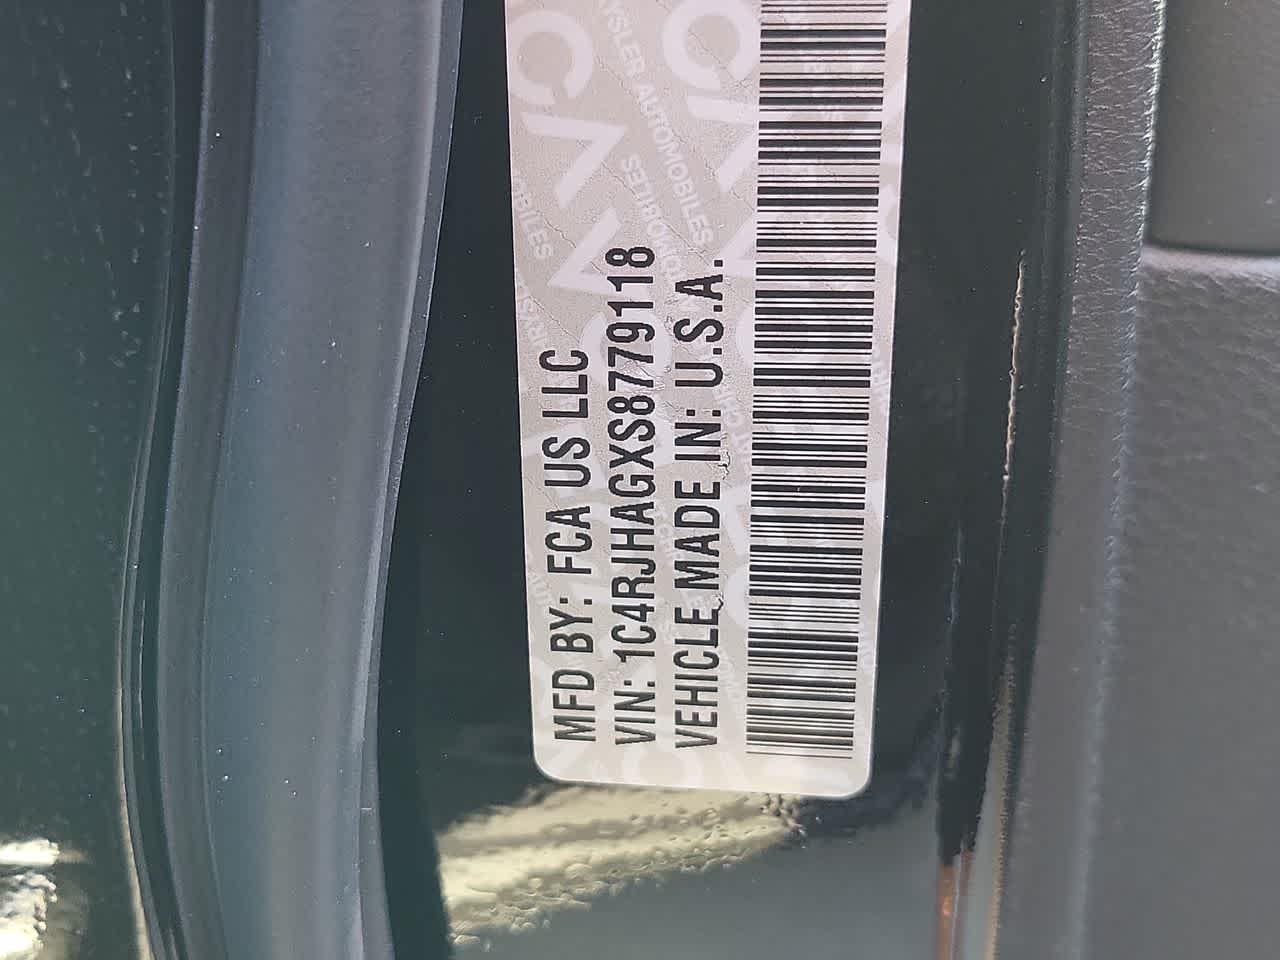 MFD BY: FCA US LLC
VIN: 1C4RJHAGXS8779118
VEHICLE MADE IN: U.S.A.